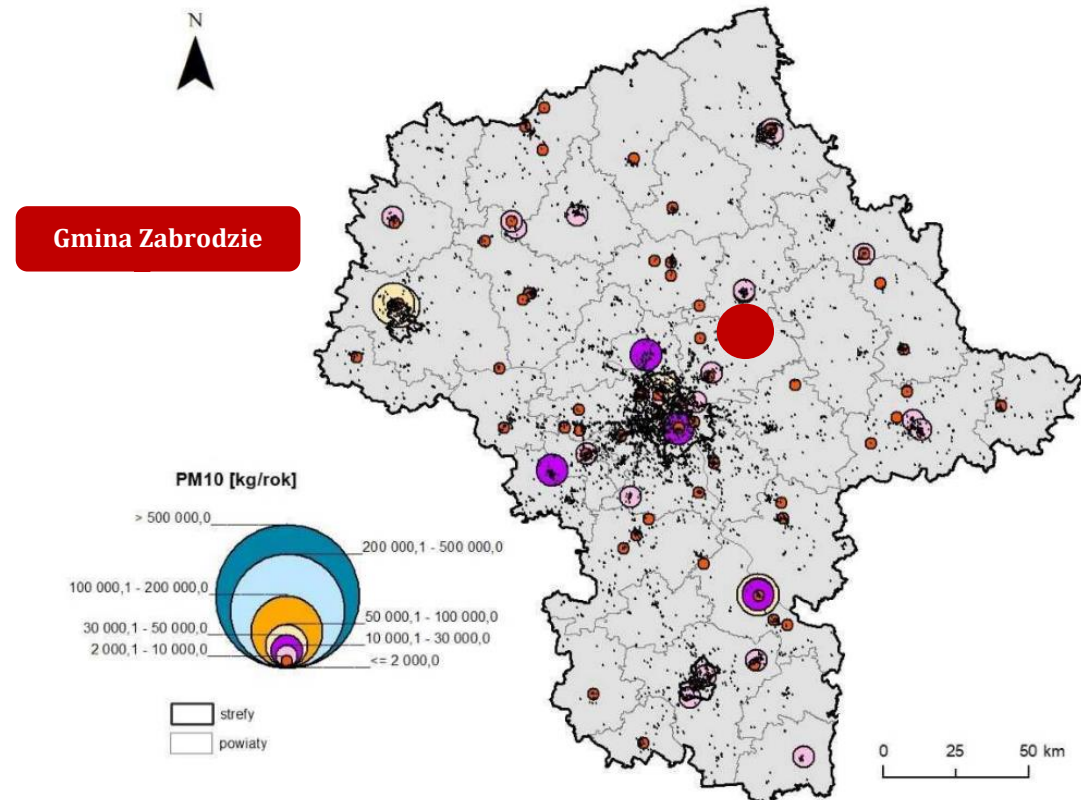 N
Gmina Zabrodzie
PM10 [kg/rok]
> 500 000,0
200 000,1 - 500 000,0
100 000,1 - 200 000,0
50 000,1 - 100 000,0
30 000,1 - 50 000,0
10 000,1 - 30 000,0
2 000,1 - 10 000,0
<= 2 000,0
strefy
powiaty
0 25 50 km